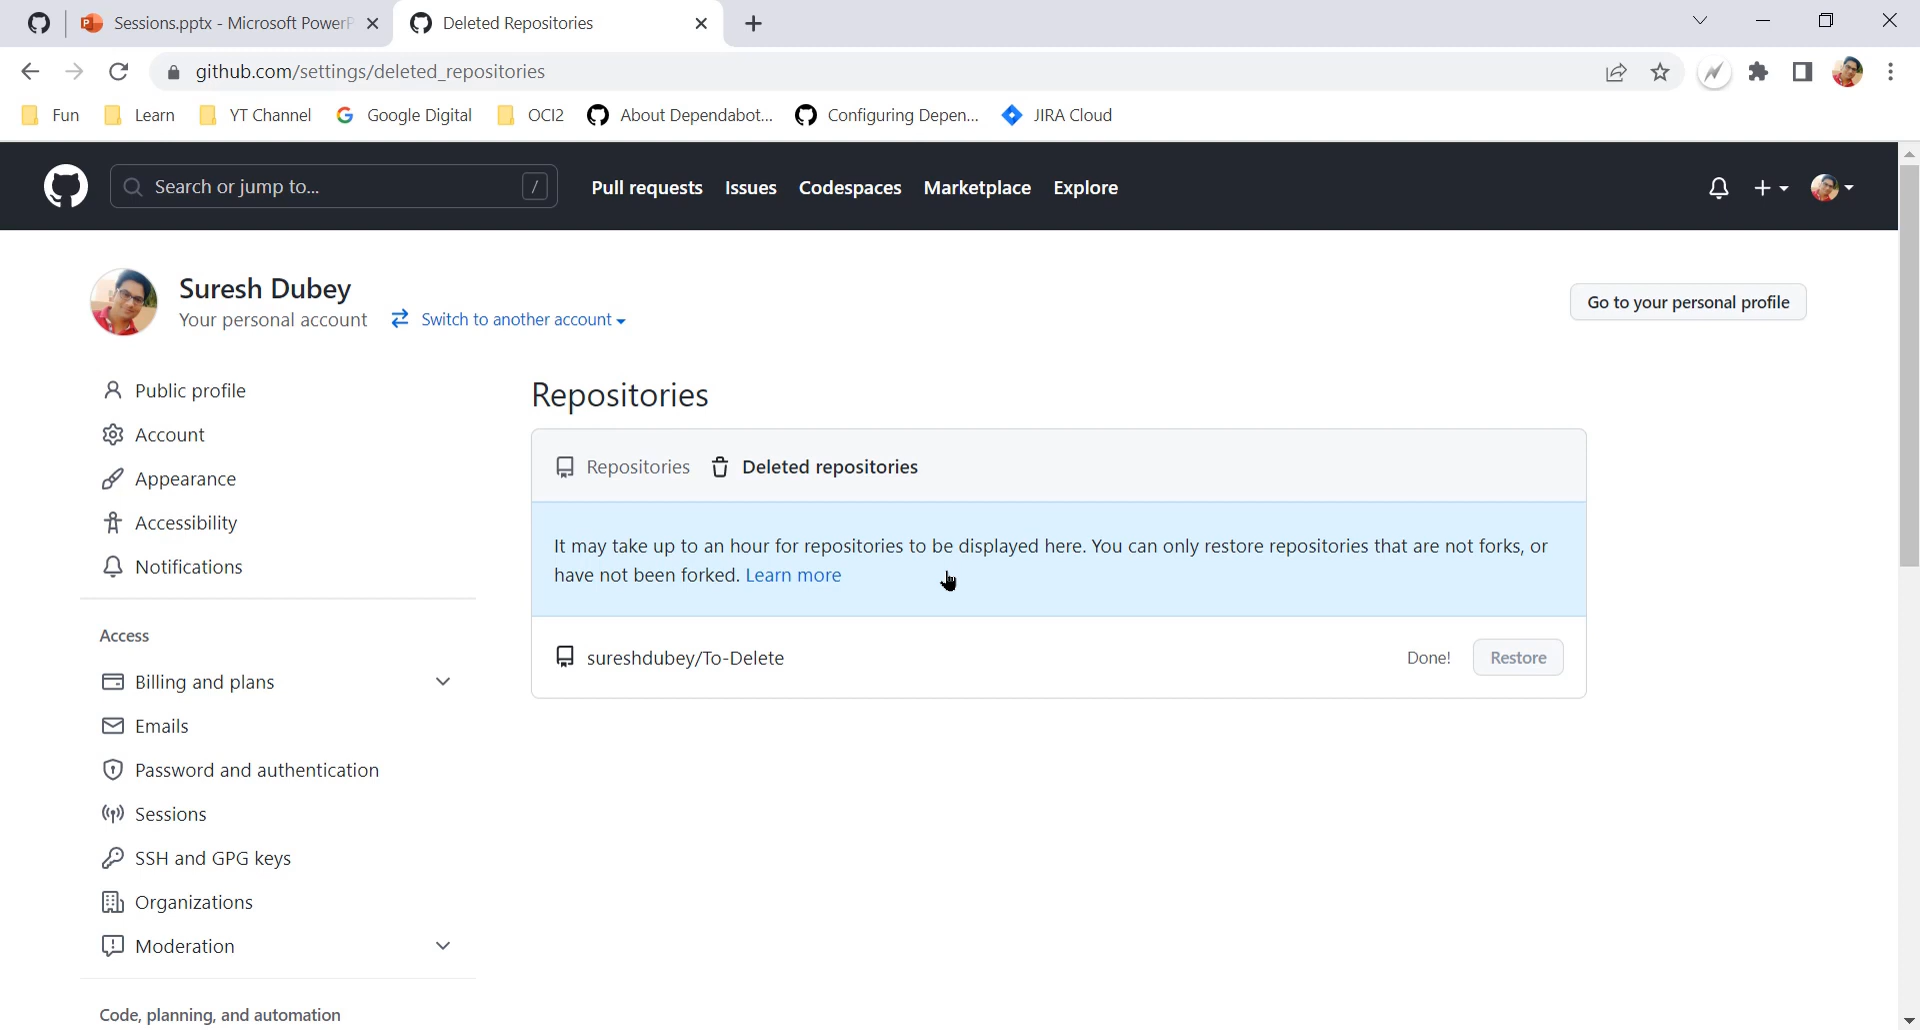 Sessions.pptx - Microsoft PowerP
Deleted Repositories
github.com/settings/deleted_repositories
Fun
Learn
YT Channel
Google Digital
OCI2
About Dependabot...
Configuring Depen...
JIRA Cloud
Search or jump to...
/
Pull requests
Issues
Codespaces
Marketplace
Explore
Suresh Dubey
Your personal account
Switch to another account
Go to your personal profile
Public profile
Account
Appearance
Accessibility
Notifications
Access
Billing and plans
Emails
Password and authentication
Sessions
SSH and GPG keys
Organizations
Moderation
Code, planning, and automation
Repositories
Repositories
Deleted repositories
It may take up to an hour for repositories to be displayed here. You can only restore repositories that are not forks, or
have not been forked. Learn more
sureshdubey/To-Delete
Done!
Restore